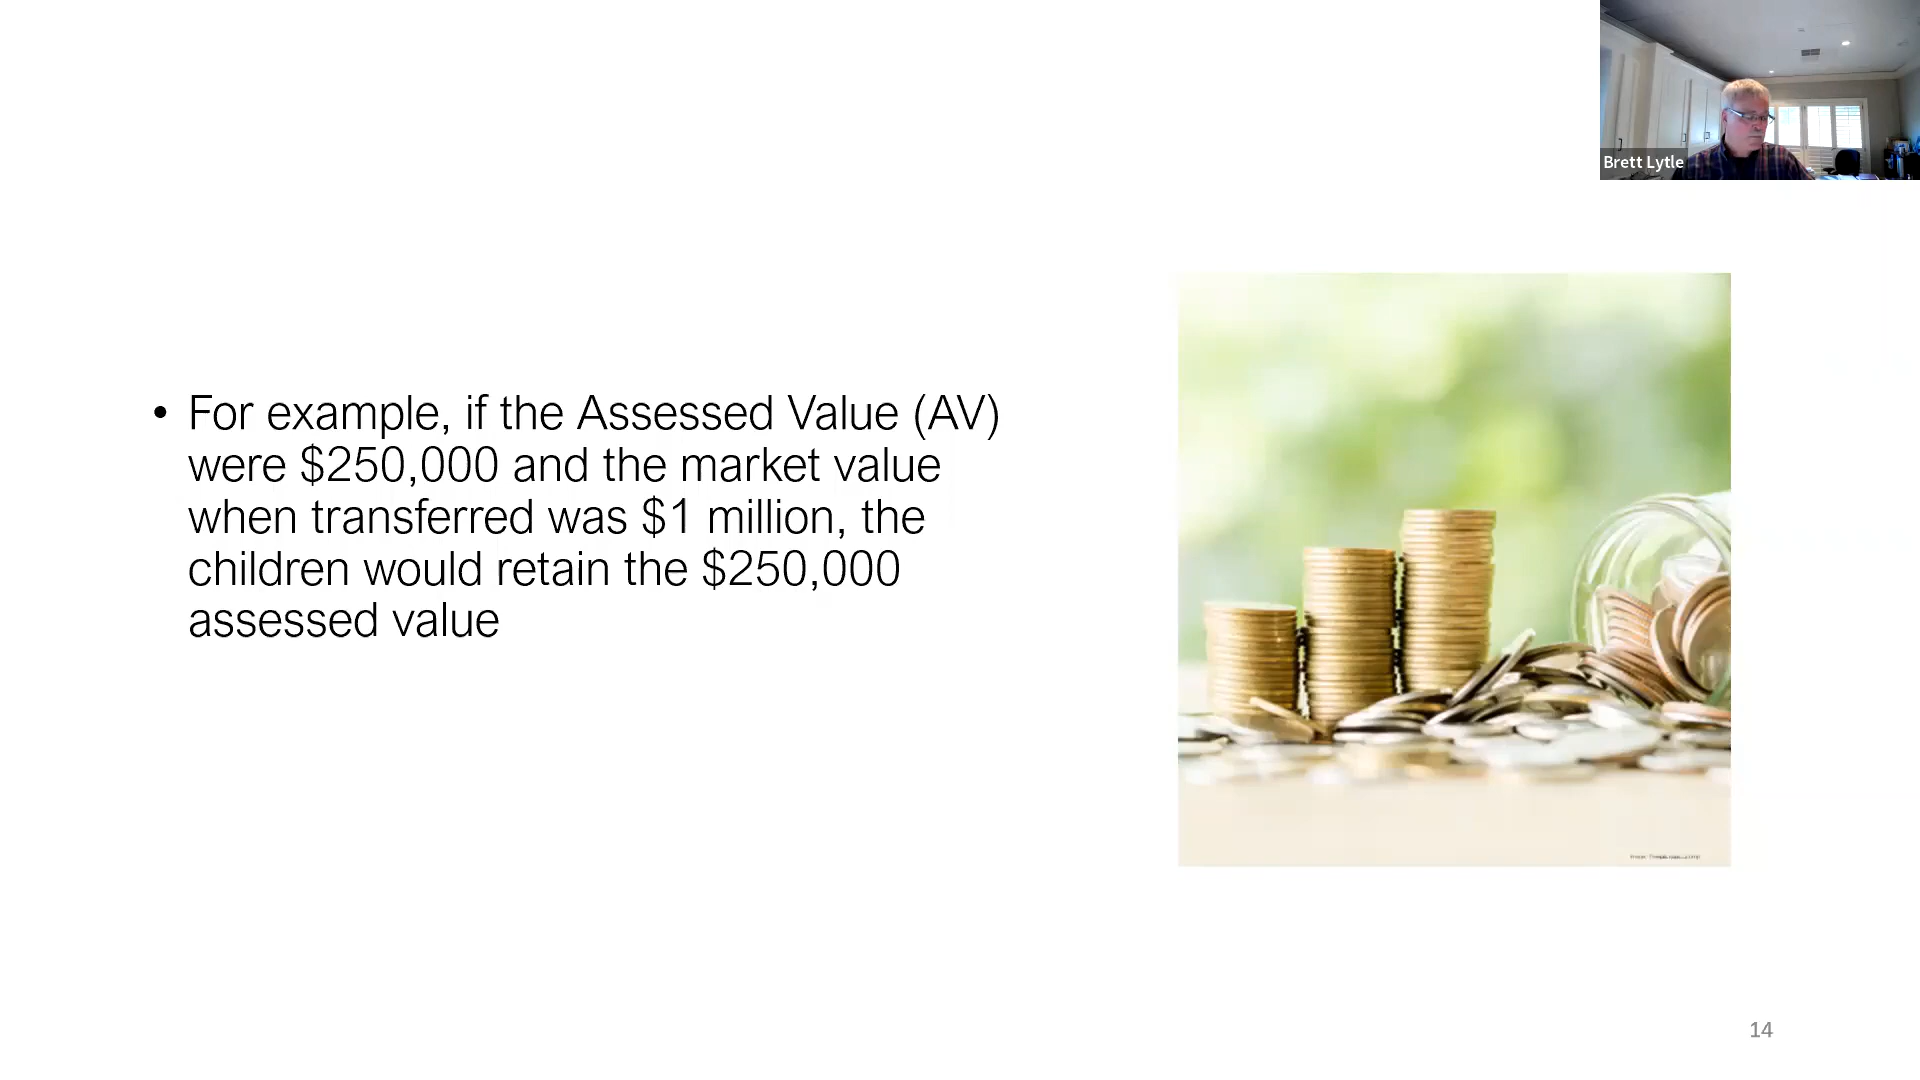 Brett Lytle
• For example, if the Assessed Value (AV)
were $250,000 and the market value
when transferred was $1 million, the
children would retain the $250,000
assessed value
14